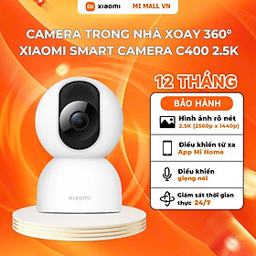 xiaomi
MI MALL VN
CAMERA TRONG NHÀ XOAY 360°
XIAOMI SMART CAMERA C400 2.5K
12 THÁNG
BẢO HÀNH
Hình ảnh rõ nét
2.5K (2560p x 1440p)
Điều khiển từ xa
App Mi Home
Điều khiển
giọng nói
Giám sát thời gian
thực 24/7
xiaomi